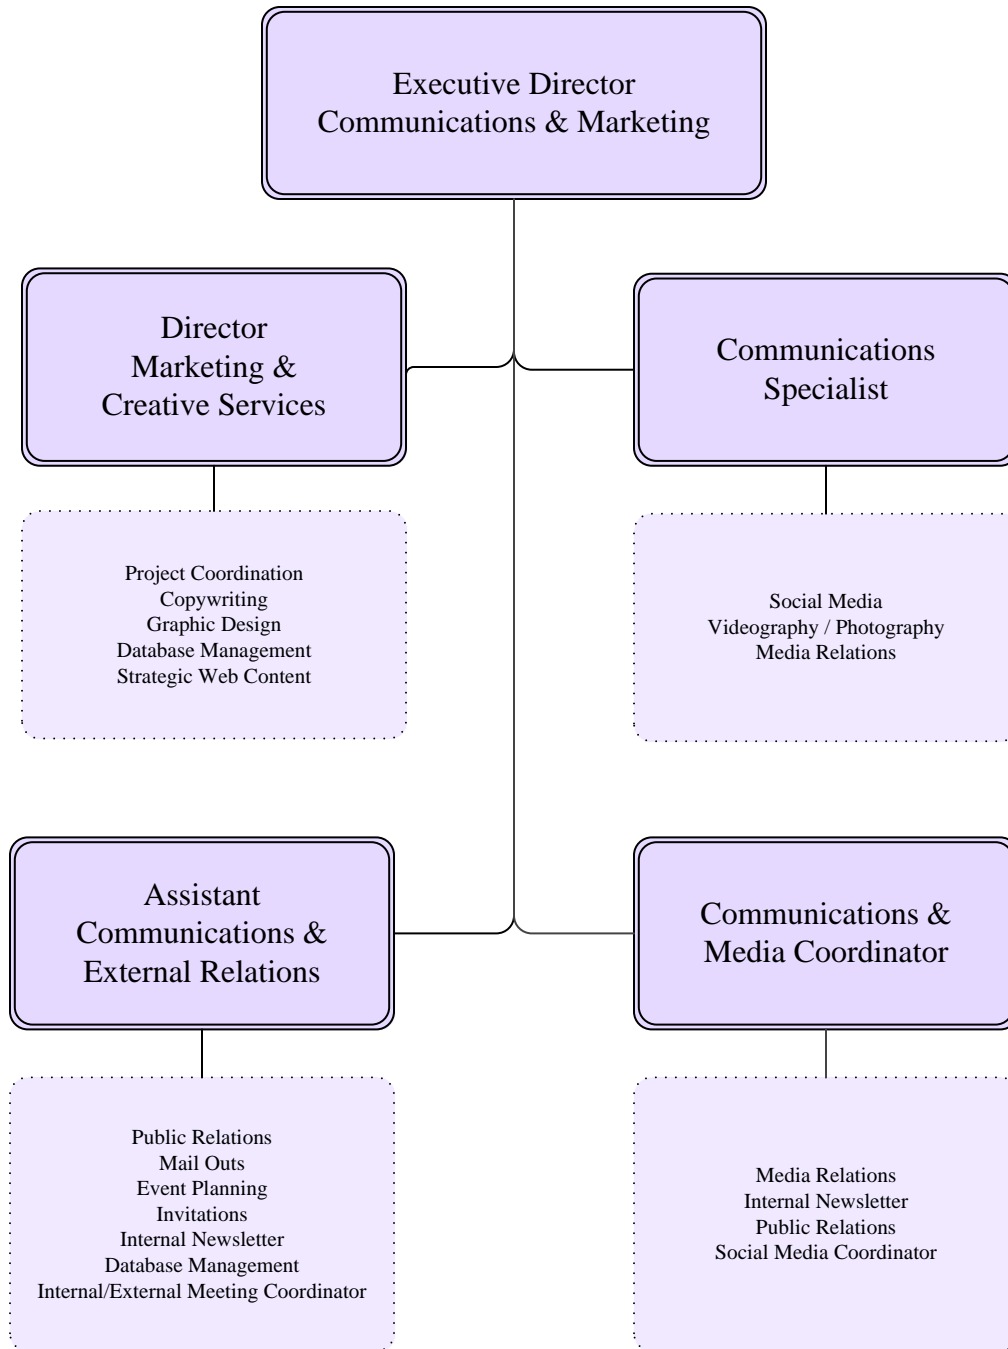 Executive Director
Communications & Marketing
Director
Marketing &
Creative Services
Communications
Specialist
Project Coordination
Copywriting
Graphic Design
Database Management
Strategic Web Content
Social Media
Videography / Photography
Media Relations
Assistant
Communications &
External Relations
Communications &
Media Coordinator
Public Relations
Mail Outs
Event Planning
Invitations
Internal Newsletter
Database Management
Internal/External Meeting Coordinator
Media Relations
Internal Newsletter
Public Relations
Social Media Coordinator